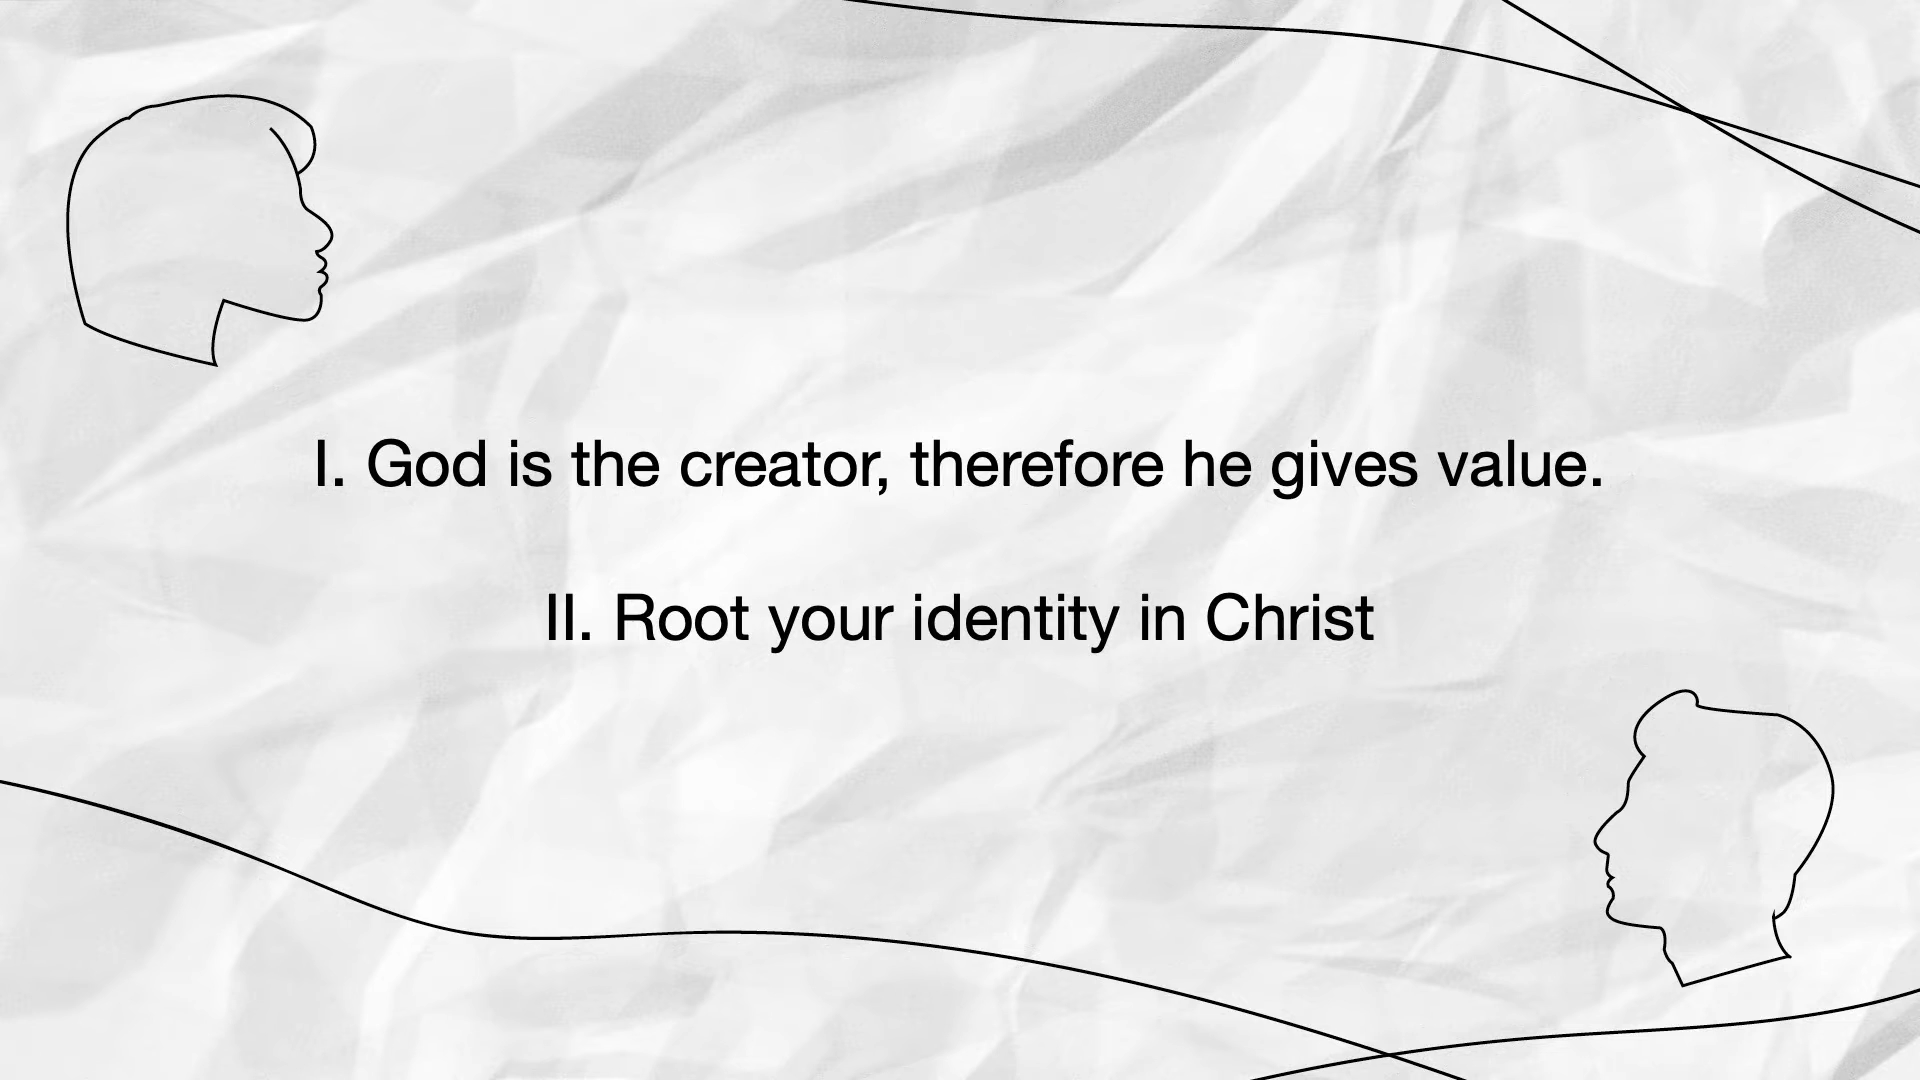 I. God is the creator, therefore he gives value.
II. Root your identity in Christ